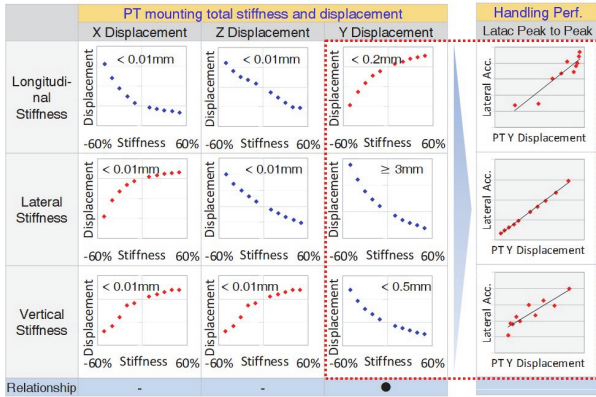 PT mounting total stiffness and displacement
Handling Perf.
X Displacement Z Displacement Y Displacement
Latac Peak to Peak
Longitudi-
nal
Stiffness
Displacement
< 0.01mm
-60% Stiffness 60%
Displacement
< 0.01mm
-60% Stiffness 60%
Displacement
< 0.2mm
-60% Stiffness 60%
Lateral Acc.
PT Y Displacement
Lateral
Stiffness
Displacement
< 0.01mm
-60% Stiffness 60%
Displacement
< 0.01mm
-60% Stiffness 60%
Displacement
≥ 3mm
-60% Stiffness 60%
Lateral Acc.
PT Y Displacement
Vertical
Stiffness
Displacement
< 0.01mm
-60% Stiffness 60%
Displacement
< 0.01mm
-60% Stiffness 60%
Displacement
< 0.5mm
-60% Stiffness 60%
Lateral Acc.
PT Y Displacement
Relationship - - ●